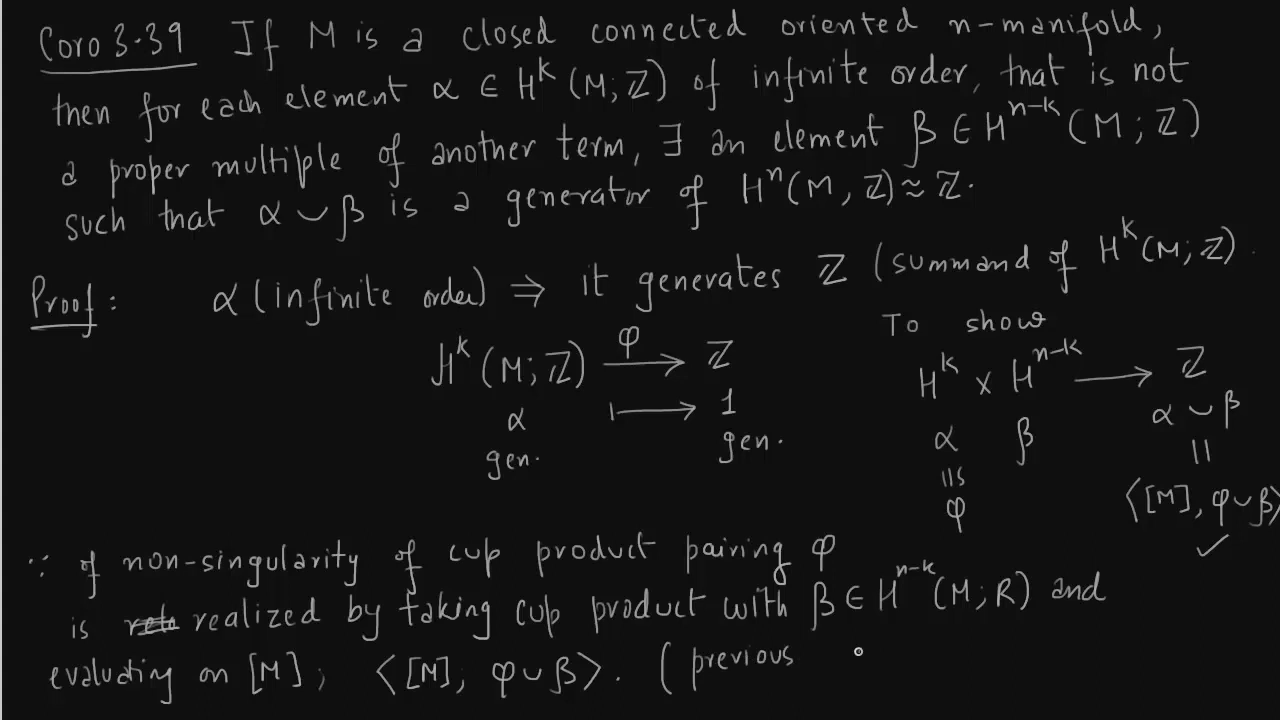 Coro 3.39 If M is a closed connected oriented n-manifold,
then for each element α ∈ H^k (M; ℤ) of infinite order, that is not
a proper multiple of another term, ∃ an element β ∈ H^{n-k} (M; ℤ)
such that α ∪ β is a generator of H^n (M, ℤ) ≈ ℤ.
Proof: α (infinite order) ⇒ it generates ℤ (summand of H^k (M; ℤ).
H^k (M; ℤ) —φ→ ℤ
α ↦ 1
gen. gen.
To show
H^k × H^{n-k} ⟶ ℤ
α β α ∪ β
≅ =
φ ⟨[M], φ ∪ β⟩
✓
∵ of non-singularity of cup product pairing φ
is realized by taking cup product with β ∈ H^{n-k} (M; R) and
evaluating on [M]; ⟨[M]; φ ∪ β⟩. (previous